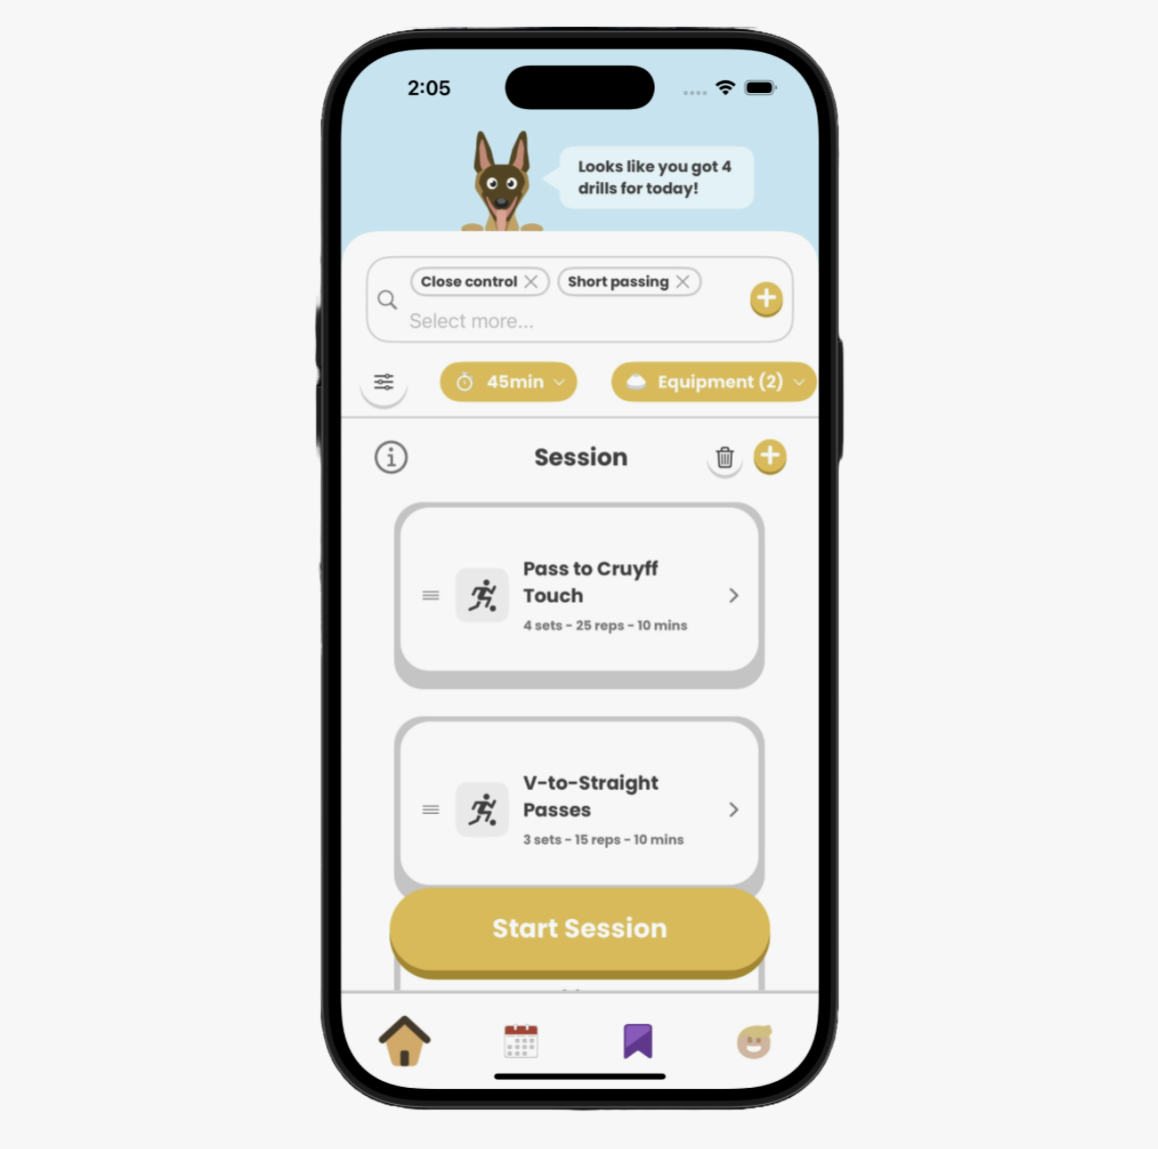 2:05
Looks like you got 4
drills for today!
Close control
Short passing
Select more...
45min
Equipment (2)
Session
Pass to Cruyff
Touch
4 sets - 25 reps - 10 mins
V-to-Straight
Passes
3 sets - 15 reps - 10 mins
Start Session